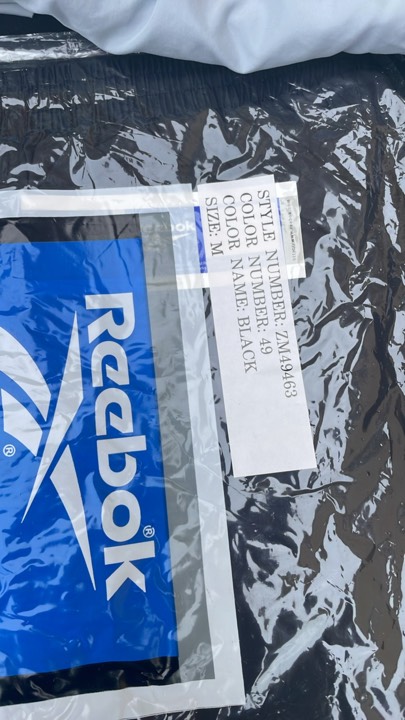 STYLE NUMBER: ZM49463
COLOR NUMBER: 49
COLOR NAME: BLACK
SIZE: M
Reebok®
®